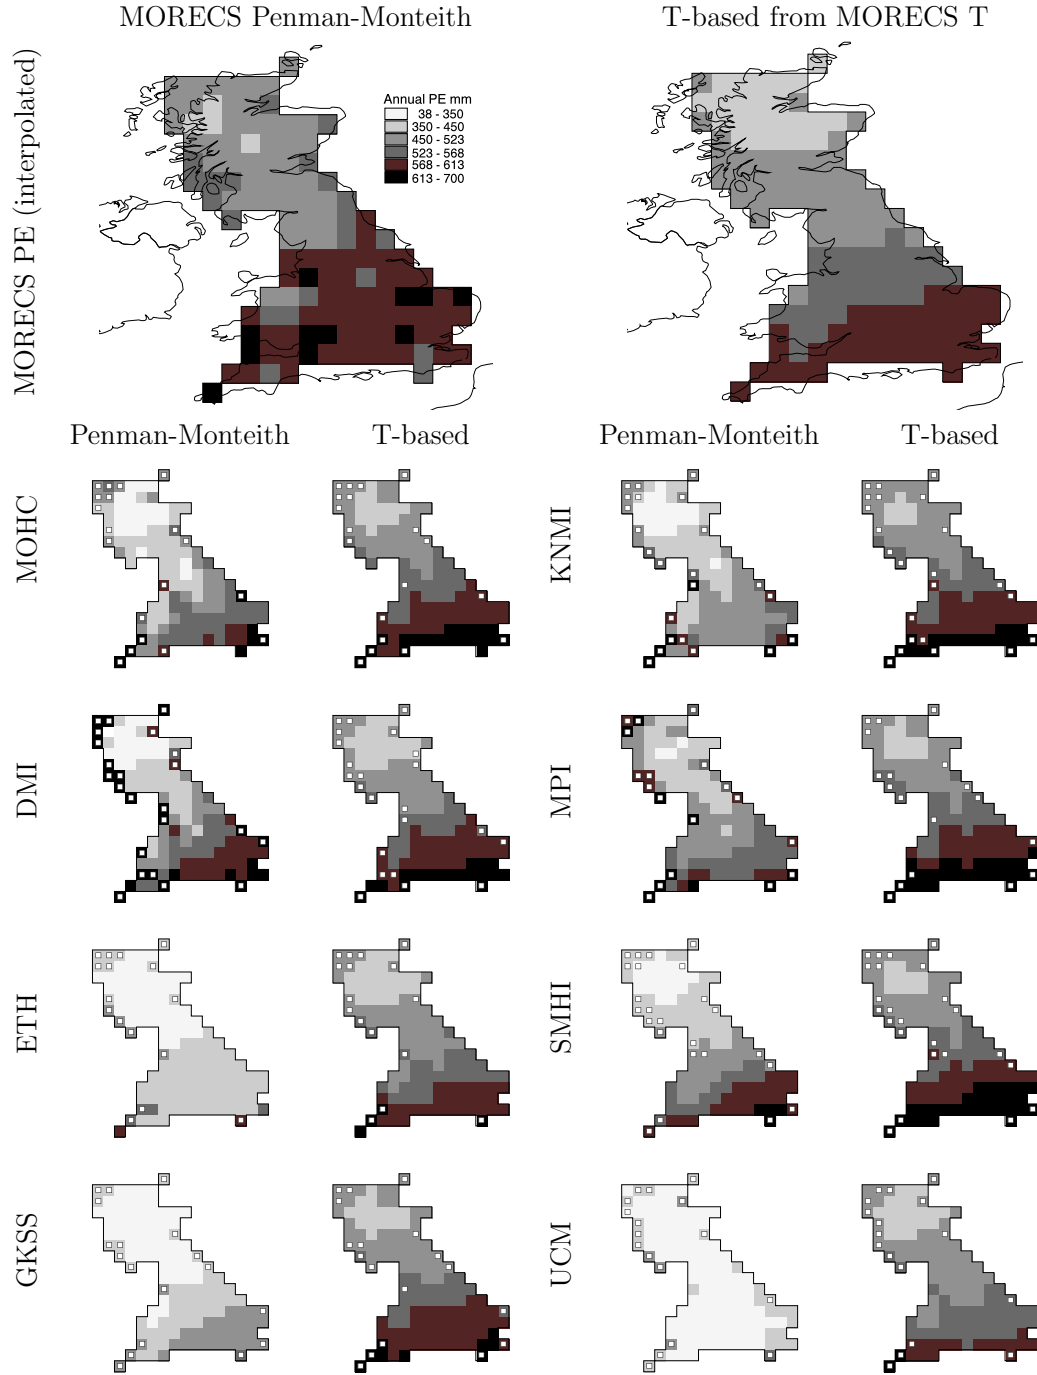 MORECS Penman-Monteith
T-based from MORECS T
MORECS PE (interpolated)
Annual PE mm
38 - 350
350 - 450
450 - 523
523 - 568
568 - 613
613 - 700
Penman-Monteith
T-based
Penman-Monteith
T-based
MOHC
KNMI
DMI
MPI
ETH
SMHI
GKSS
UCM